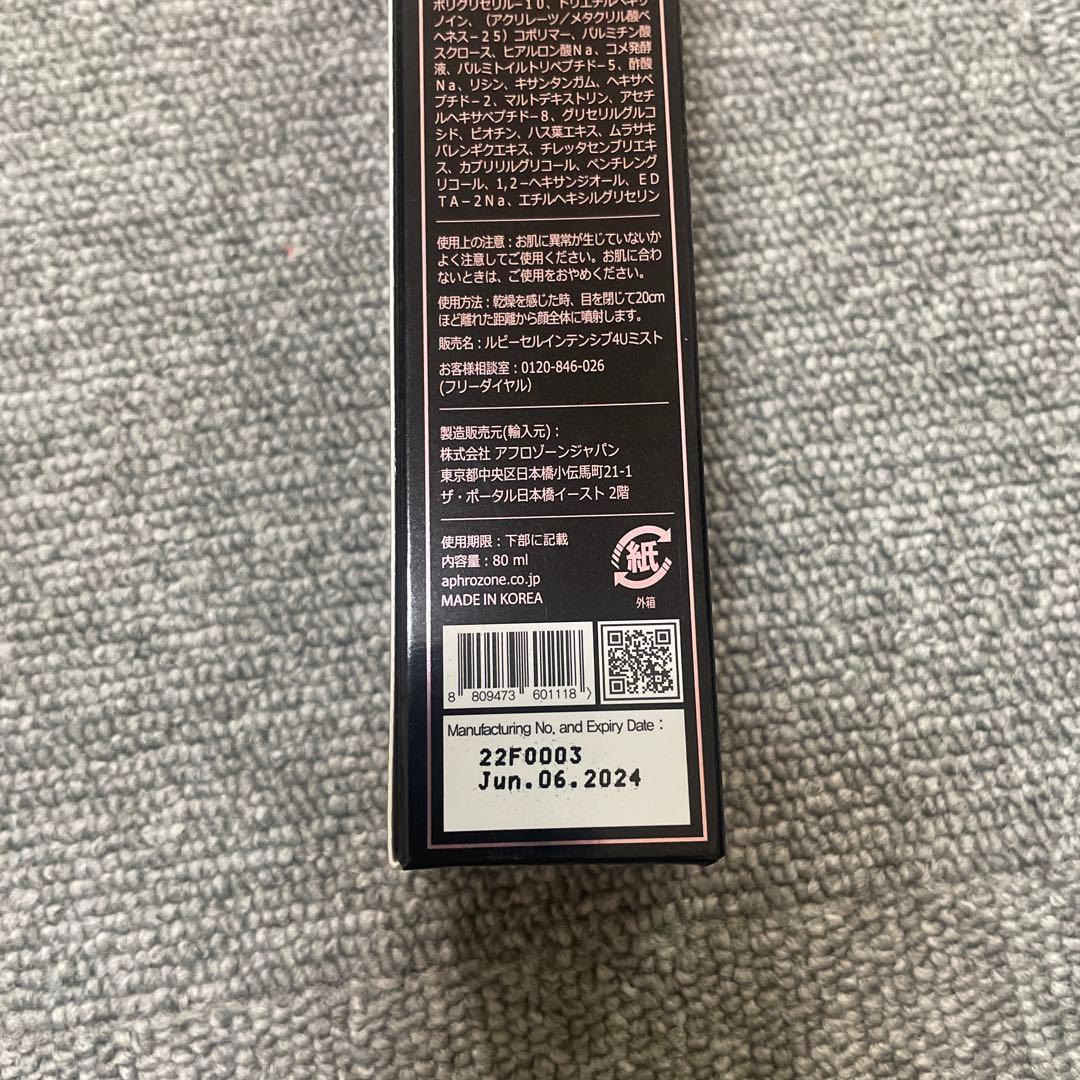 ポリグリセリル-10、トリエチルヘキサ
ノイン、(アクリレーツ/メタクリル酸ベ
ヘネス-25)コポリマー、パルミチン酸
スクロース、ヒアルロン酸Na、コメ発酵
液、パルミトイルトリペプチド-5、酢酸
Na、リシン、キサンタンガム、ヘキサペ
プチド-2、マルトデキストリン、アセチ
ルヘキサペプチド-8、グリセリルグルコ
シド、ビオチン、ハス葉エキス、ムラサキ
バレンギクエキス、チレッタセンブリエキ
ス、カプリリルグリコール、ペンチレング
リコール、1,2-ヘキサンジオール、ED
TA-2Na、エチルヘキシルグリセリン
使用上の注意:お肌に異常が生じていないか
よく注意してご使用ください。お肌に合わ
ないときは、ご使用をおやめください。
使用方法:乾燥を感じた時、目を閉じて20cm
ほど離れた距離から顔全体に噴射します。
販売名:ルビーセルインテンシブ4Uミスト
お客様相談室:0120-846-026
(フリーダイヤル)
製造販売元(輸入元):
株式会社 アフロゾーンジャパン
東京都中央区日本橋小伝馬町21-1
ザ・ポータル日本橋イースト 2階
使用期限:下部に記載
内容量:80 ml
aphrozone.co.jp
MADE IN KOREA
紙
外箱
8 809473 601118
Manufacturing No. and Expiry Date :
22F0003
Jun.06.2024